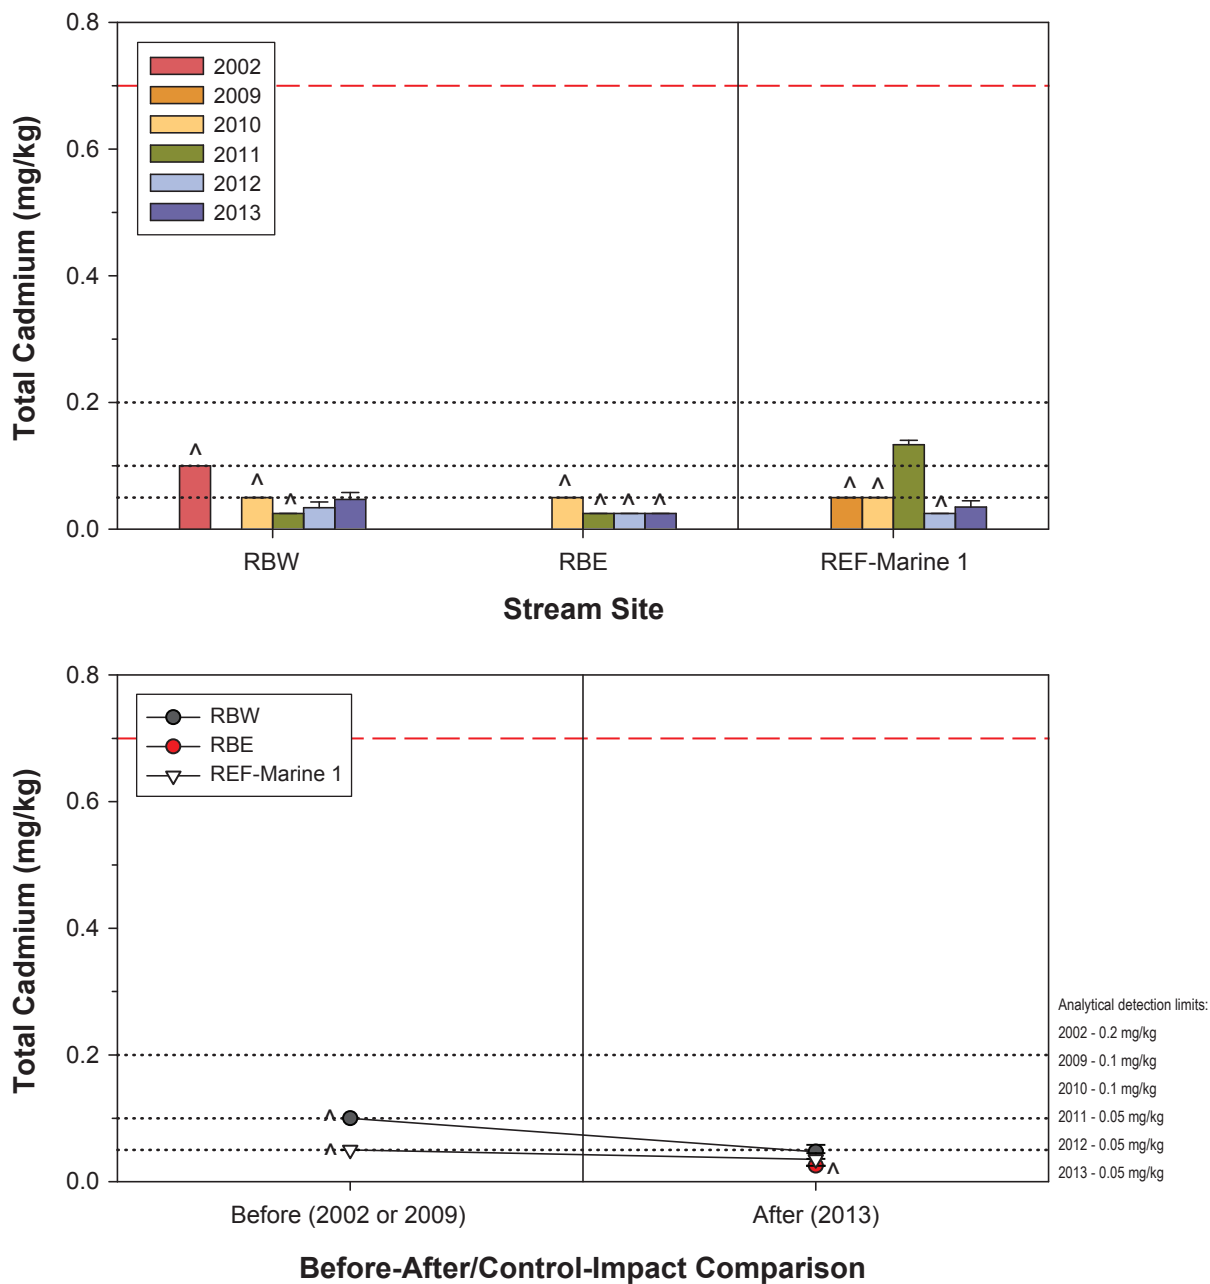 0.8
2002
2009
2010
2011
2012
2013
0.6
0.4
0.2
0.0
Total Cadmium (mg/kg)
^ ^ ^ ^ ^ ^ ^ ^ ^ ^
RBW RBE REF-Marine 1
Stream Site
0.8
RBW
RBE
REF-Marine 1
0.6
0.4
0.2
0.0
Total Cadmium (mg/kg)
^ ^ ^
Analytical detection limits:
2002 - 0.2 mg/kg
2009 - 0.1 mg/kg
2010 - 0.1 mg/kg
2011 - 0.05 mg/kg
2012 - 0.05 mg/kg
2013 - 0.05 mg/kg
Before (2002 or 2009) After (2013)
Before-After/Control-Impact Comparison